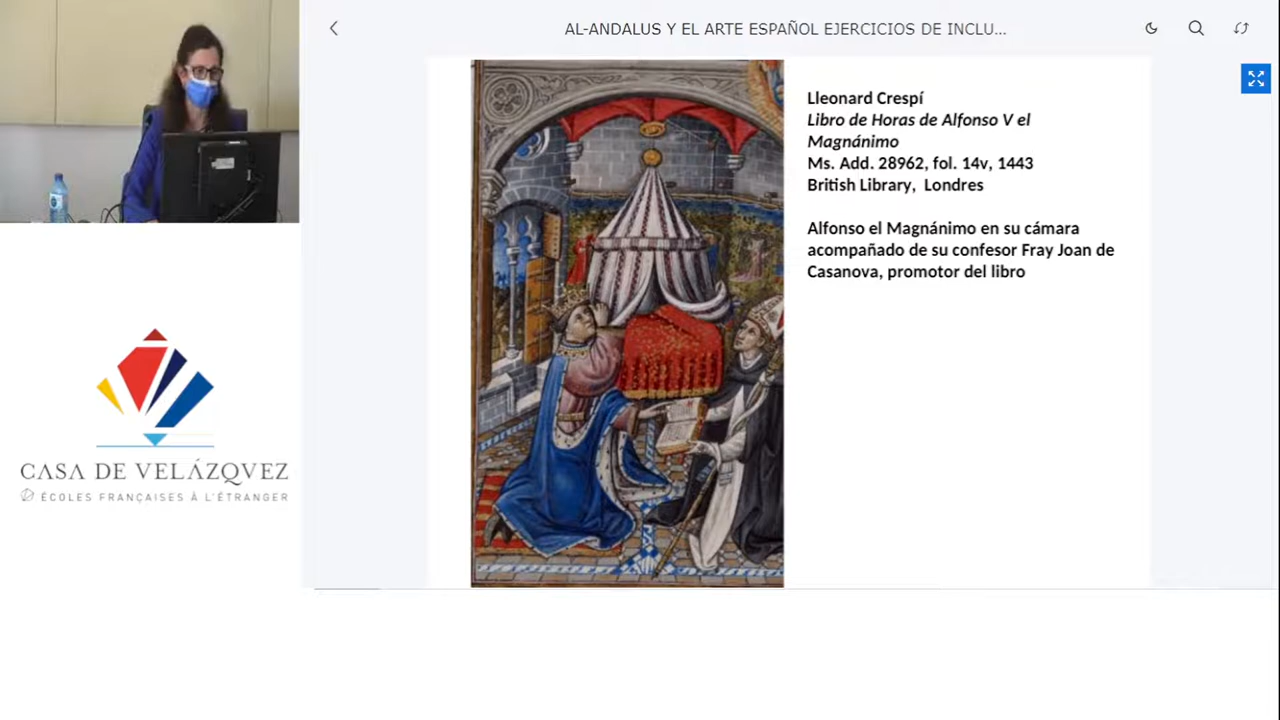 AL-ANDALUS Y EL ARTE ESPAÑOL EJERCICIOS DE INCLU...
Lleonard Crespí
Libro de Horas de Alfonso V el
Magnánimo
Ms. Add. 28962, fol. 14v, 1443
British Library, Londres
Alfonso el Magnánimo en su cámara
acompañado de su confesor Fray Joan de
Casanova, promotor del libro
CASA DE VELÁZQVEZ
ÉCOLES FRANÇAISES À L'ÉTRANGER